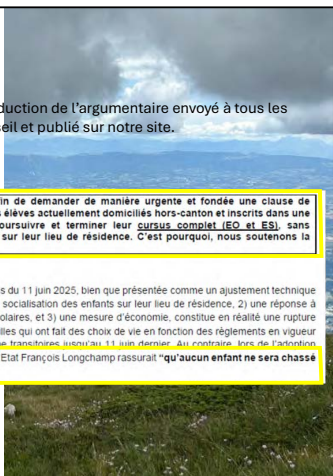 duction de l'argumentaire envoyé à tous les
seil et publié sur notre site.
fin de demander de manière urgente et fondée une clause de
s élèves actuellement domiciliés hors-canton et inscrits dans une
oursuivre et terminer leur cursus complet (EO et ES), sans
sur leur lieu de résidence. C'est pourquoi, nous soutenons la
s du 11 juin 2025, bien que présentée comme un ajustement technique
socialisation des enfants sur leur lieu de résidence, 2) une réponse à
olaires, et 3) une mesure d'économie, constitue en réalité une rupture
illes qui ont fait des choix de vie en fonction des règlements en vigueur
e transitoires jusqu'au 11 juin dernier. Au contraire, lors de l'adoption
Etat François Longchamp rassurait "qu'aucun enfant ne sera chassé